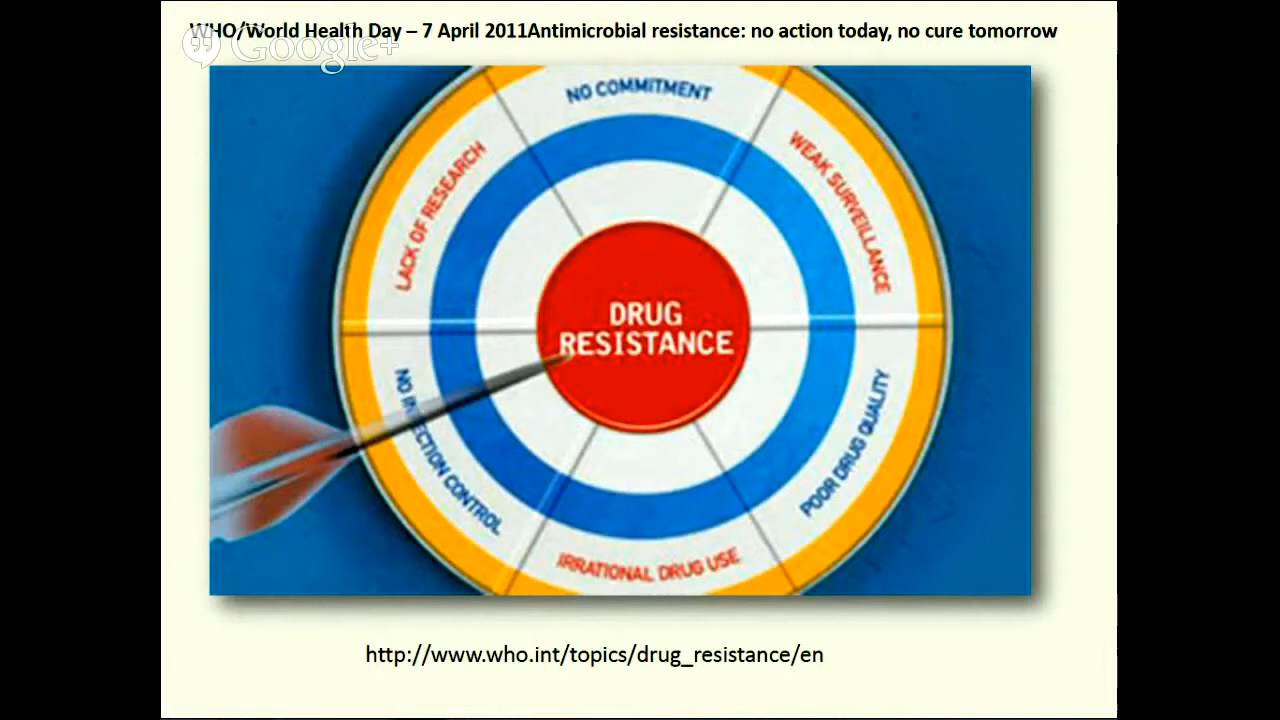 WHO/World Health Day – 7 April 2011Antimicrobial resistance: no action today, no cure tomorrow
Google+
NO COMMITMENT
WEAK SURVEILLANCE
LACK OF RESEARCH
DRUG
RESISTANCE
NO INFECTION CONTROL
POOR DRUG QUALITY
IRRATIONAL DRUG USE
http://www.who.int/topics/drug_resistance/en